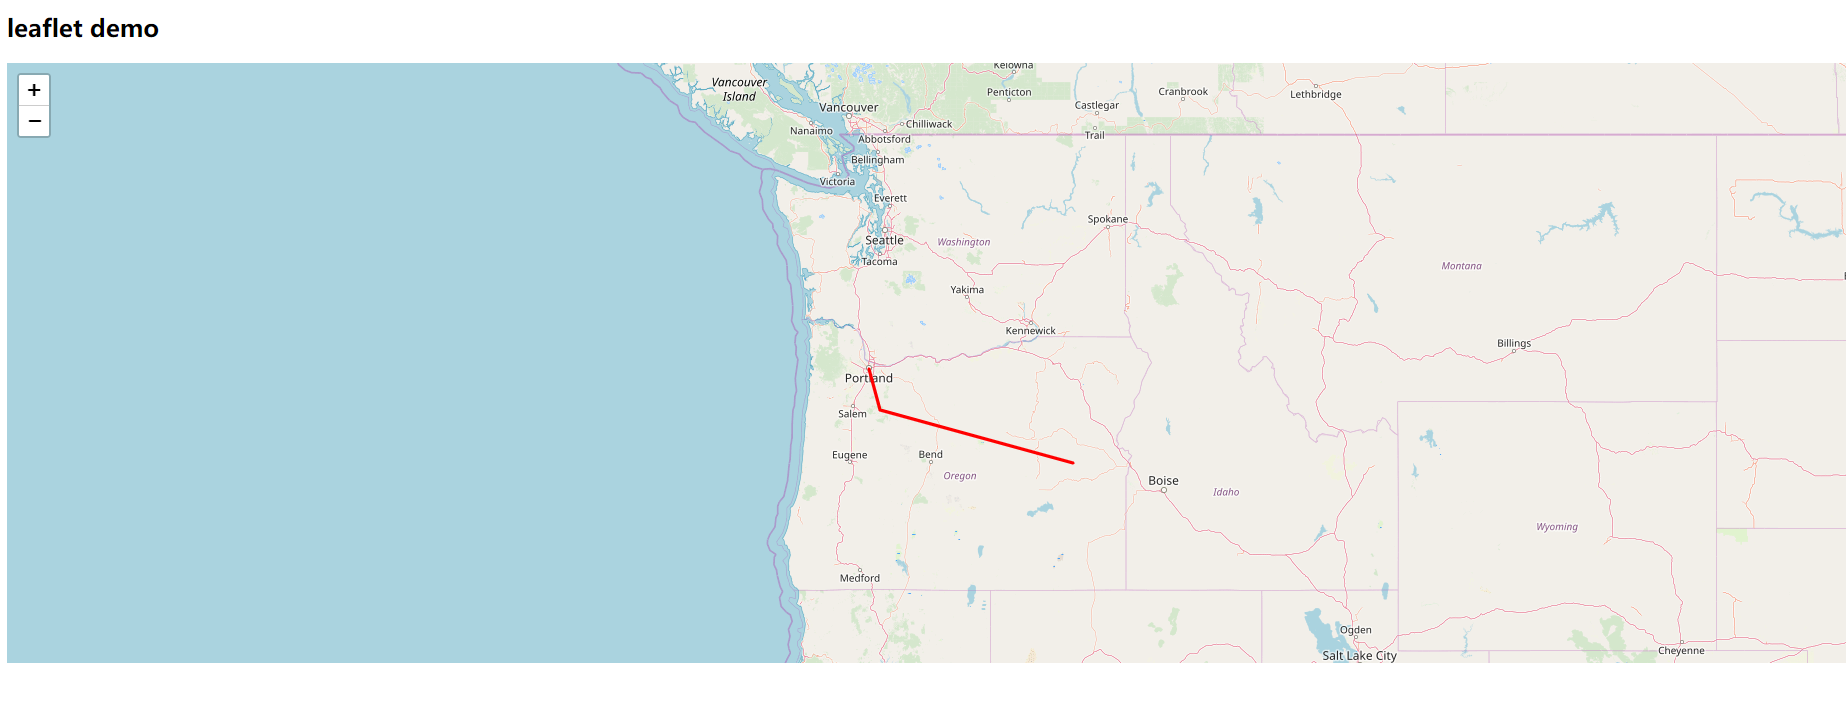 leaflet demo
+
−
Vancouver
Island
Kelowna
Penticton
Castlegar
Cranbrook
Lethbridge
Vancouver
Chilliwack
Nanaimo
Abbotsford
Trail
Bellingham
Victoria
Everett
Spokane
Seattle
Washington
Tacoma
Montana
Yakima
Kennewick
Billings
Portland
Salem
Eugene
Bend
Oregon
Boise
Idaho
Wyoming
Medford
Ogden
Salt Lake City
Cheyenne